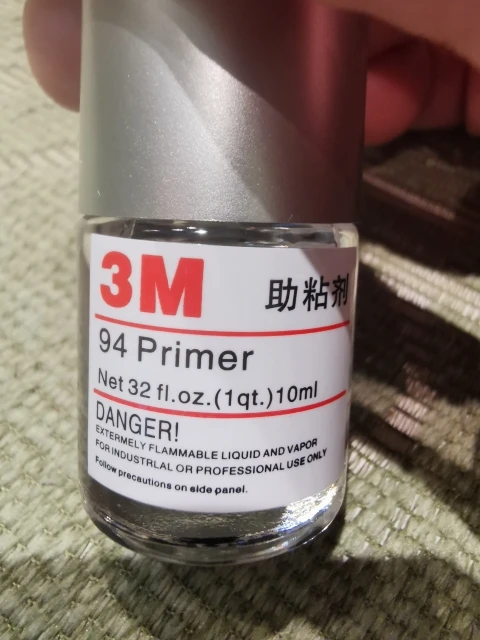 3M 助粘剂
94 Primer
Net 32 fl.oz.(1qt.)10ml
DANGER!
EXTERMELY FLAMMABLE LIQUID AND VAPOR
FOR INDUSTRLAL OR PROFESSIONAL USE ONLY
Follow precautions on side panel.